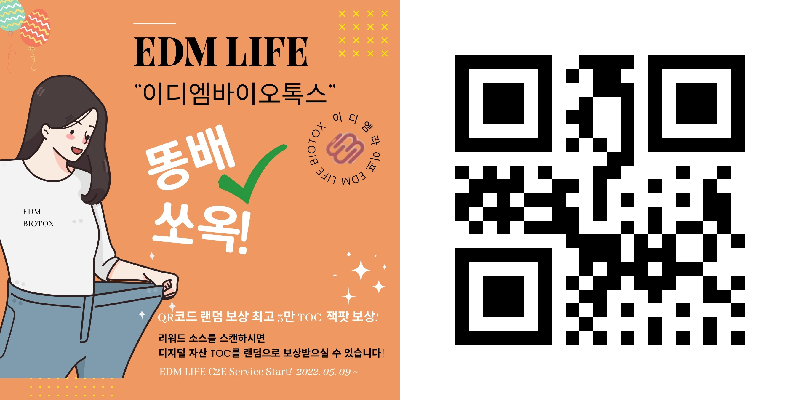 EDM LIFE
"이디엠바이오톡스"
이디엠라이프 EDM LIFE BIOTOX
똥배
쏘옥!
EDM
BIOTOX
QR코드 랜덤 보상 최고 5만 TOC 잭팟 보상!
리워드 소스를 스캔하시면
디지털 자산 TOC를 랜덤으로 보상받으실 수 있습니다!
EDM LIFE C2E Service Start! 2022. 05. 09 ~